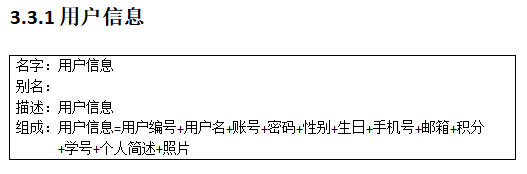 3.3.1 用户信息
名字：用户信息
别名：
描述：用户信息
组成：用户信息=用户编号+用户名+账号+密码+性别+生日+手机号+邮箱+积分
+学号+个人简述+照片